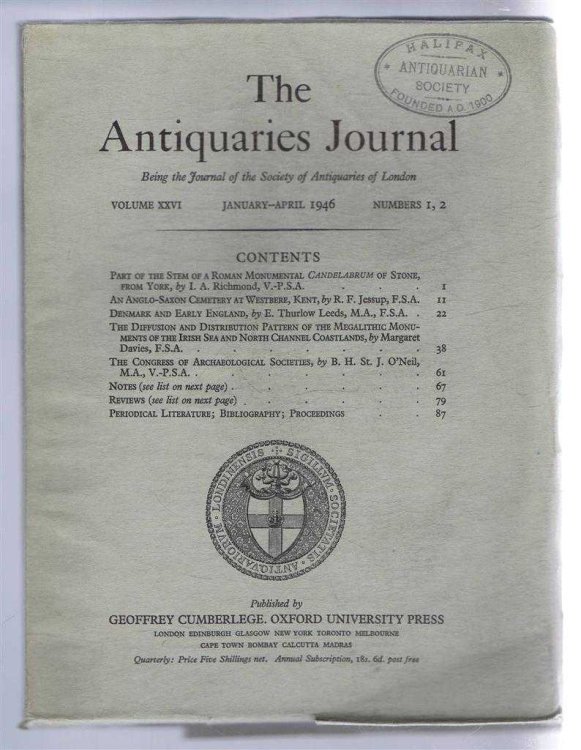 HALIFAX
* ANTIQUARIAN *
SOCIETY
FOUNDED A.D. 1900
The
Antiquaries Journal
Being the Journal of the Society of Antiquaries of London
VOLUME XXVI JANUARY–APRIL 1946 NUMBERS 1, 2
CONTENTS
PART OF THE STEM OF A ROMAN MONUMENTAL CANDELABRUM OF STONE,
FROM YORK, by I. A. RICHMOND, V.-P.S.A. . . . . 1
AN ANGLO-SAXON CEMETERY AT WESTBERE, KENT, by R. F. JESSUP, F.S.A. 11
DENMARK AND EARLY ENGLAND, by E. THURLOW LEEDS, M.A., F.S.A. . 22
THE DIFFUSION AND DISTRIBUTION PATTERN OF THE MEGALITHIC MONU-
MENTS OF THE IRISH SEA AND NORTH CHANNEL COASTLANDS, by MARGARET
DAVIES, F.S.A. . . . . . . . 38
THE CONGRESS OF ARCHAEOLOGICAL SOCIETIES, by B. H. ST. J. O'NEIL,
M.A., V.-P.S.A. . . . . . . . 61
NOTES (see list on next page) . . . . . . 67
REVIEWS (see list on next page) . . . . . . 79
PERIODICAL LITERATURE; BIBLIOGRAPHY; PROCEEDINGS . . 87
SIGILLVM · SOCIETATIS · ANTIQVARIORVM · LONDINENSIS
Published by
GEOFFREY CUMBERLEGE. OXFORD UNIVERSITY PRESS
LONDON EDINBURGH GLASGOW NEW YORK TORONTO MELBOURNE
CAPE TOWN BOMBAY CALCUTTA MADRAS
Quarterly: Price Five Shillings net. Annual Subscription, 18s. 6d. post free